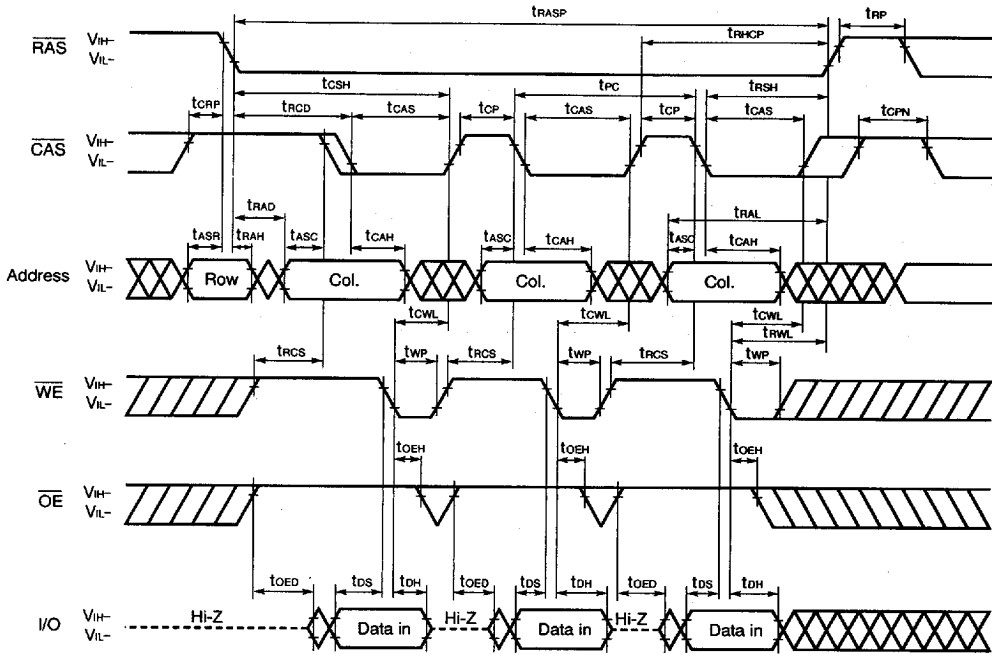 tRASP tRP
RAS VIH– tRHCP
VIL–
tCSH tPC tRSH
tCRP tRCD tCAS tCP tCAS tCP tCAS tCPN
CAS VIH–
VIL–
tRAD tRAL
tASR tRAH tASC tCAH tASC tCAH tASC tCAH
Address VIH– Row Col. Col. Col.
VIL–
tCWL tCWL tCWL
tRWL
tRCS tWP tRCS tWP tRCS tWP
WE VIH–
VIL–
tOEH tOEH tOEH
OE VIH–
VIL–
tOED tDS tDH tOED tDS tDH tOED tDS tDH
I/O VIH– Hi-Z Data in Hi-Z Data in Hi-Z Data in
VIL–